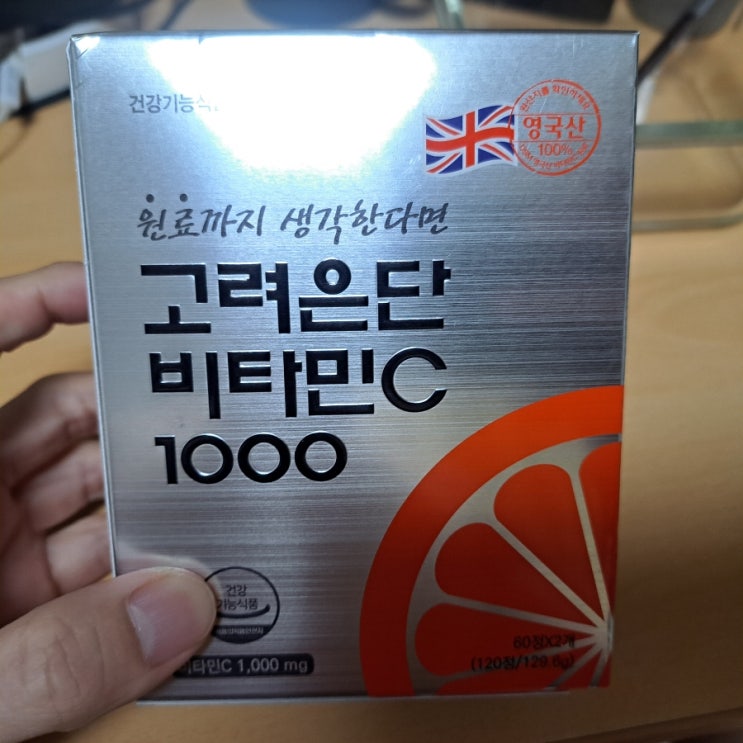 건강기능식품
영국산
100%
원료까지 생각한다면
고려은단
비타민C
1000
건강
기능식품
비타민C 1,000 mg
60정X2개
(120정/129.6g)